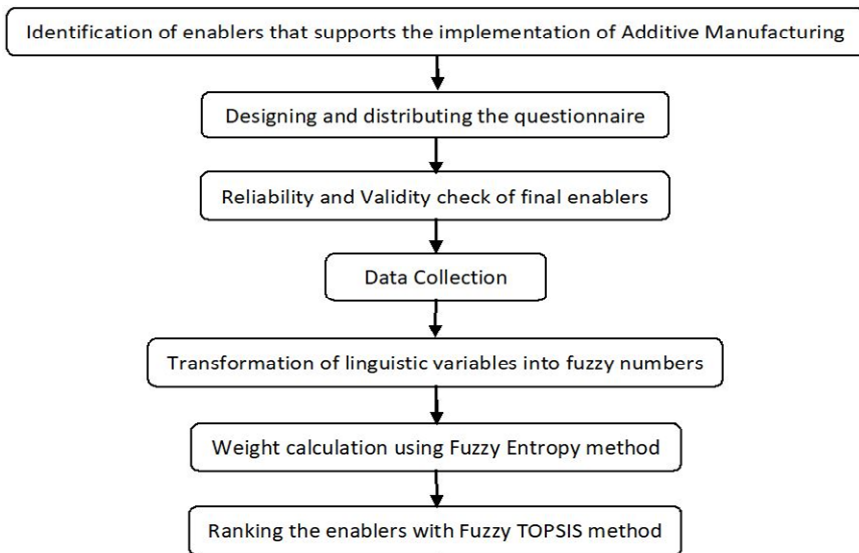 Identification of enablers that supports the implementation of Additive Manufacturing
Designing and distributing the questionnaire
Reliability and Validity check of final enablers
Data Collection
Transformation of linguistic variables into fuzzy numbers
Weight calculation using Fuzzy Entropy method
Ranking the enablers with Fuzzy TOPSIS method